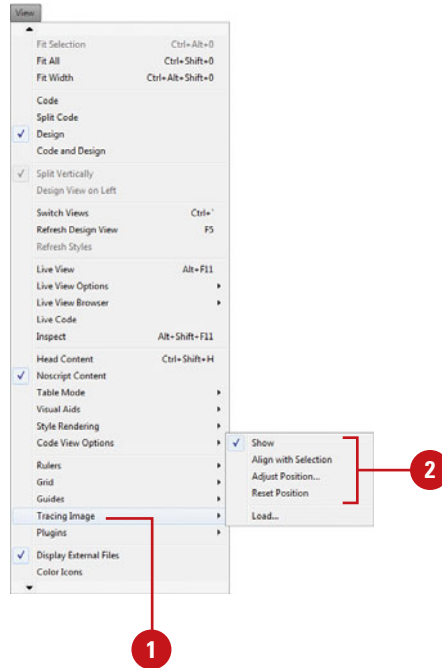 View
Fit Selection Ctrl+Alt+0
Fit All Ctrl+Shift+0
Fit Width Ctrl+Alt+Shift+0
Code
Split Code
Design
Code and Design
Split Vertically
Design View on Left
Switch Views Ctrl+`
Refresh Design View F5
Refresh Styles
Live View Alt+F11
Live View Options
Live View Browser
Live Code
Inspect Alt+Shift+F11
Head Content Ctrl+Shift+H
Noscript Content
Table Mode
Visual Aids
Style Rendering
Code View Options
Rulers
Grid
Guides
Tracing Image
Plugins
Display External Files
Color Icons
Show
Align with Selection
Adjust Position...
Reset Position
Load...
2
1